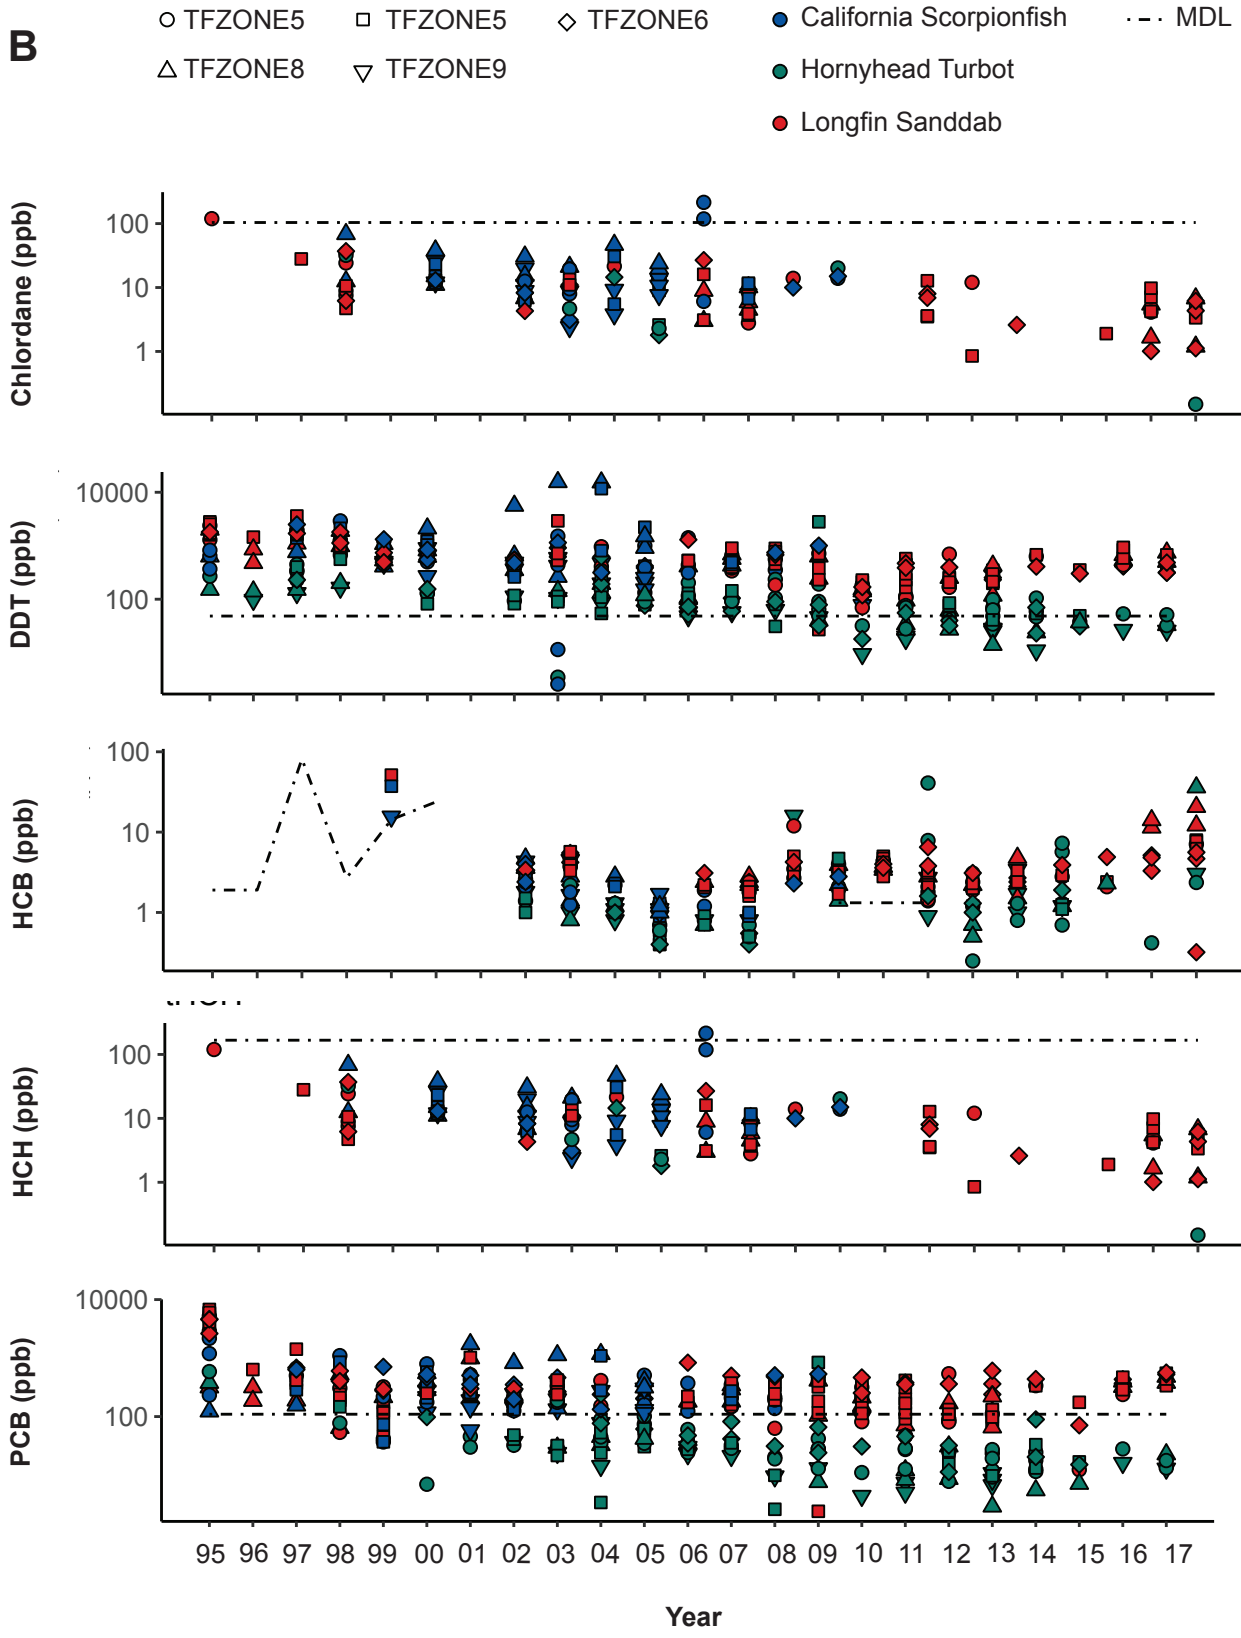 B
TFZONE5 TFZONE5 TFZONE6 California Scorpionfish MDL
TFZONE8 TFZONE9 Hornyhead Turbot
Longfin Sanddab
Chlordane (ppb)
100
10
1
DDT (ppb)
10000
100
HCB (ppb)
100
10
1
HCH (ppb)
100
10
1
PCB (ppb)
10000
100
95 96 97 98 99 00 01 02 03 04 05 06 07 08 09 10 11 12 13 14 15 16 17
Year